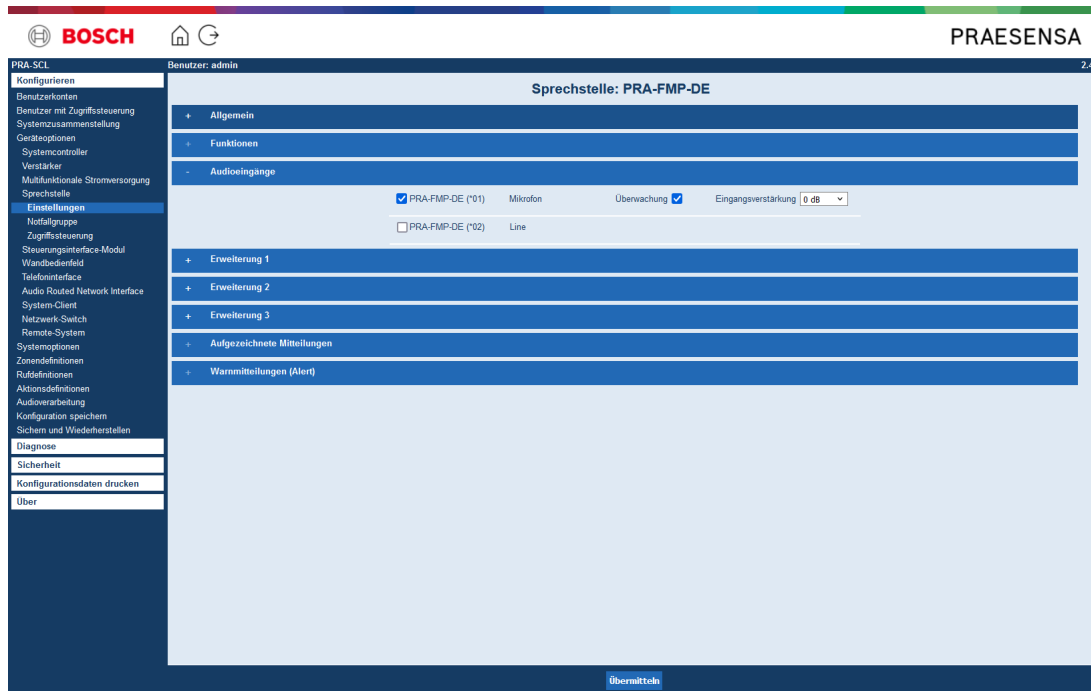 BOSCH
PRAESENSA
PRA-SCL Benutzer: admin 2.4
Konfigurieren
Benutzerkonten
Benutzer mit Zugriffssteuerung
Systemzusammenstellung
Geräteoptionen
Systemcontroller
Verstärker
Multifunktionale Stromversorgung
Sprechstelle
Einstellungen
Notfallgruppe
Zugriffssteuerung
Steuerungsinterface-Modul
Wandbedienfeld
Telefoninterface
Audio Routed Network Interface
System-Client
Netzwerk-Switch
Remote-System
Systemoptionen
Zonendefinitionen
Rufdefinitionen
Aktionsdefinitionen
Audioverarbeitung
Konfiguration speichern
Sichern und Wiederherstellen
Diagnose
Sicherheit
Konfigurationsdaten drucken
Über
Sprechstelle: PRA-FMP-DE
+ Allgemein
+ Funktionen
- Audioeingänge
PRA-FMP-DE (*01) Mikrofon Überwachung Eingangsverstärkung 0 dB
PRA-FMP-DE (*02) Line
+ Erweiterung 1
+ Erweiterung 2
+ Erweiterung 3
+ Aufgezeichnete Mitteilungen
+ Warnmitteilungen (Alert)
Übermitteln